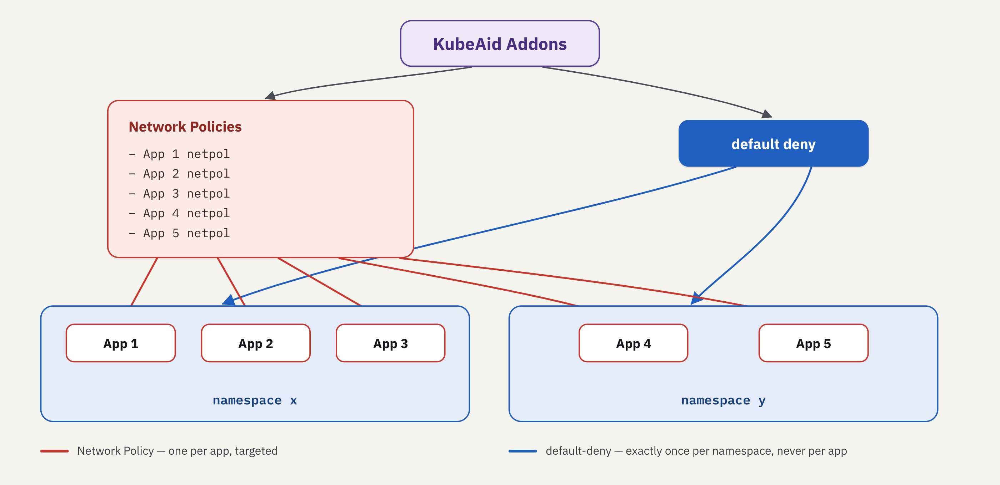 KubeAid Addons
Network Policies
– App 1 netpol
– App 2 netpol
– App 3 netpol
– App 4 netpol
– App 5 netpol
default deny
App 1
App 2
App 3
namespace x
App 4
App 5
namespace y
Network Policy — one per app, targeted
default-deny — exactly once per namespace, never per app